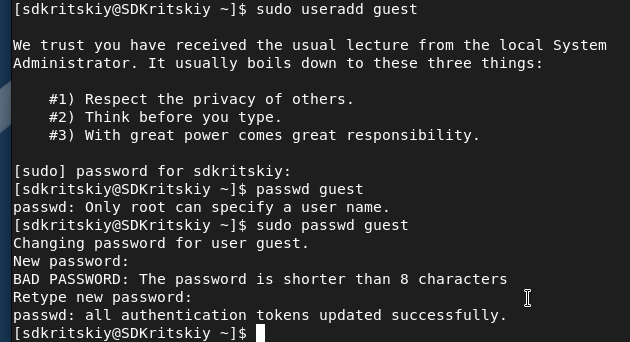 [sdkritskiy@SDKritskiy ~]$ sudo useradd guest
We trust you have received the usual lecture from the local System
Administrator. It usually boils down to these three things:
#1) Respect the privacy of others.
#2) Think before you type.
#3) With great power comes great responsibility.
[sudo] password for sdkritskiy:
[sdkritskiy@SDKritskiy ~]$ passwd guest
passwd: Only root can specify a user name.
[sdkritskiy@SDKritskiy ~]$ sudo passwd guest
Changing password for user guest.
New password:
BAD PASSWORD: The password is shorter than 8 characters
Retype new password:
passwd: all authentication tokens updated successfully.
[sdkritskiy@SDKritskiy ~]$